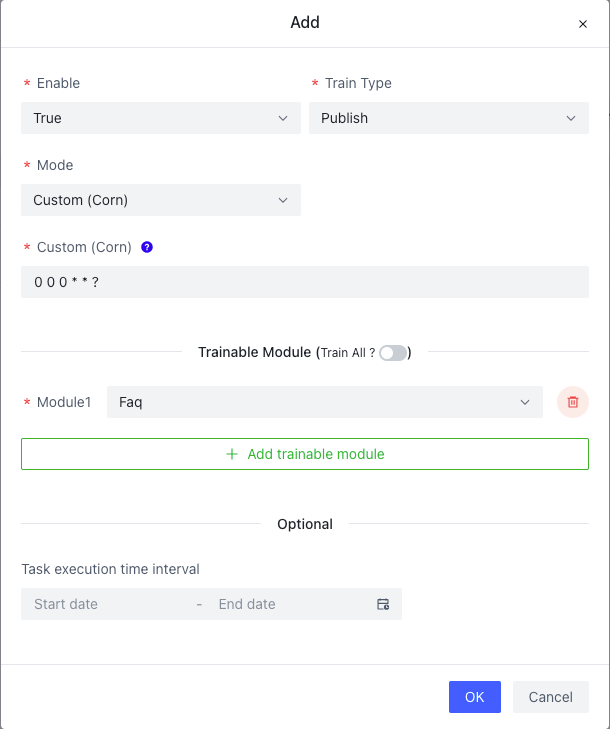 Add
* Enable
* Train Type
True
Publish
* Mode
Custom (Corn)
* Custom (Corn) ?
0 0 0 * * ?
Trainable Module (Train All ? )
* Module1
Faq
+ Add trainable module
Optional
Task execution time interval
Start date - End date
OK
Cancel